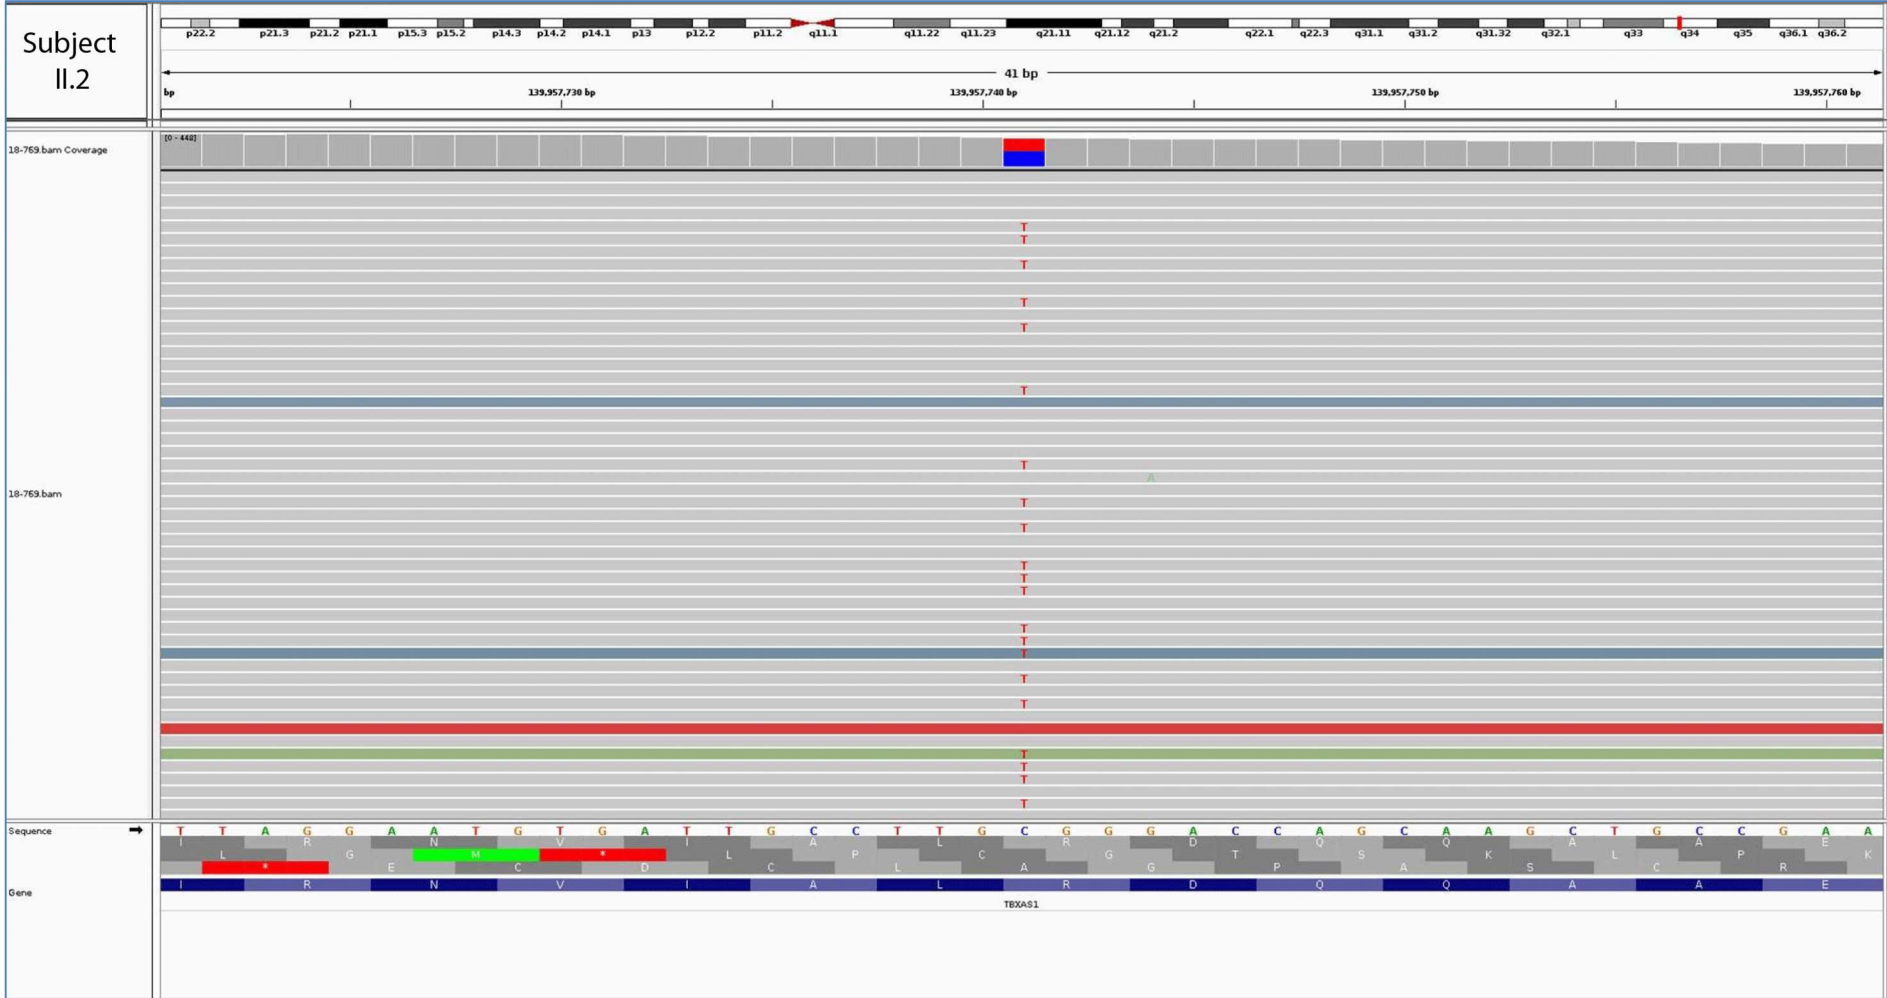 Subject
II.2
p22.2 p21.3 p21.2 p21.1 p15.3 p15.2 p14.3 p14.2 p14.1 p13 p12.2 p11.2 q11.1 q11.22 q11.23 q21.11 q21.12 q21.2 q22.1 q22.3 q31.1 q31.2 q31.32 q32.1 q33 q34 q35 q36.1 q36.2
41 bp
bp 139,957,730 bp 139,957,740 bp 139,957,750 bp 139,957,760 bp
[0 - 448]
18-769.bam Coverage
T
T
T
T
T
T
T
A
18-769.bam
T
T
T
T
T
T
T
T
T
T
T
T
T
T
Sequence T T A G G A A T G T G A T T G C C T T G C G G G A C C A G C A A G C T G C C G A A
I R N V I A L R D Q Q A A E
L G M * L P C G T S K L P K
* E C D C L A G P A S C R
Gene I R N V I A L R D Q Q A A E
TBXAS1